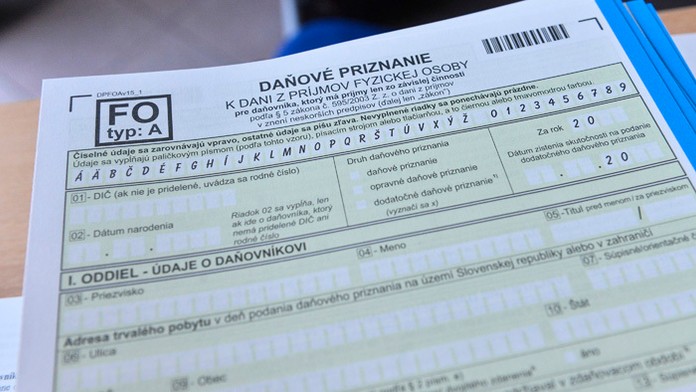 DPFOAv15_1
FO
typ: A
DAŇOVÉ PRIZNANIE
K DANI Z PRÍJMOV FYZICKEJ OSOBY
pre daňovníka, ktorý má príjmy len zo závislej činnosti
podľa § 5 zákona č. 595/2003 Z. z. o dani z príjmov
v znení neskorších predpisov (ďalej len „zákon")
Číselné údaje sa zarovnávajú vpravo, ostatné údaje sa píšu zľava. Nevyplnené riadky sa ponechávajú prázdne.
Údaje sa vypĺňajú paličkovým písmom (podľa tohto vzoru), písacím strojom alebo tlačiarňou, a to čiernou alebo tmavomodrou farbou.
Á Ä B Č D É F G H Í J K L M N O P Q R Š T Ú V X Ý Ž 0 1 2 3 4 5 6 7 8 9
01 - DIČ (ak nie je pridelené, uvádza sa rodné číslo)
02 - Dátum narodenia
Riadok 02 sa vypĺňa, len
ak ide o daňovníka, ktorý
nemá pridelené DIČ ani
rodné číslo
Druh daňového priznania
daňové priznanie
opravné daňové priznanie
dodatočné daňové priznanie
(vyznačí sa x)
Za rok 20
Dátum zistenia skutočnosti na podanie
dodatočného daňového priznania
. . 20
I. ODDIEL - ÚDAJE O DAŇOVNÍKOVI
03 - Priezvisko
04 - Meno
05 - Titul pred menom / za priezviskom
/
Adresa trvalého pobytu v deň podania daňového priznania na území Slovenskej republiky alebo v zahraničí
06 - Ulica
07 - Súpisné/orientačné
09 - Obec
10 - Štát
áno